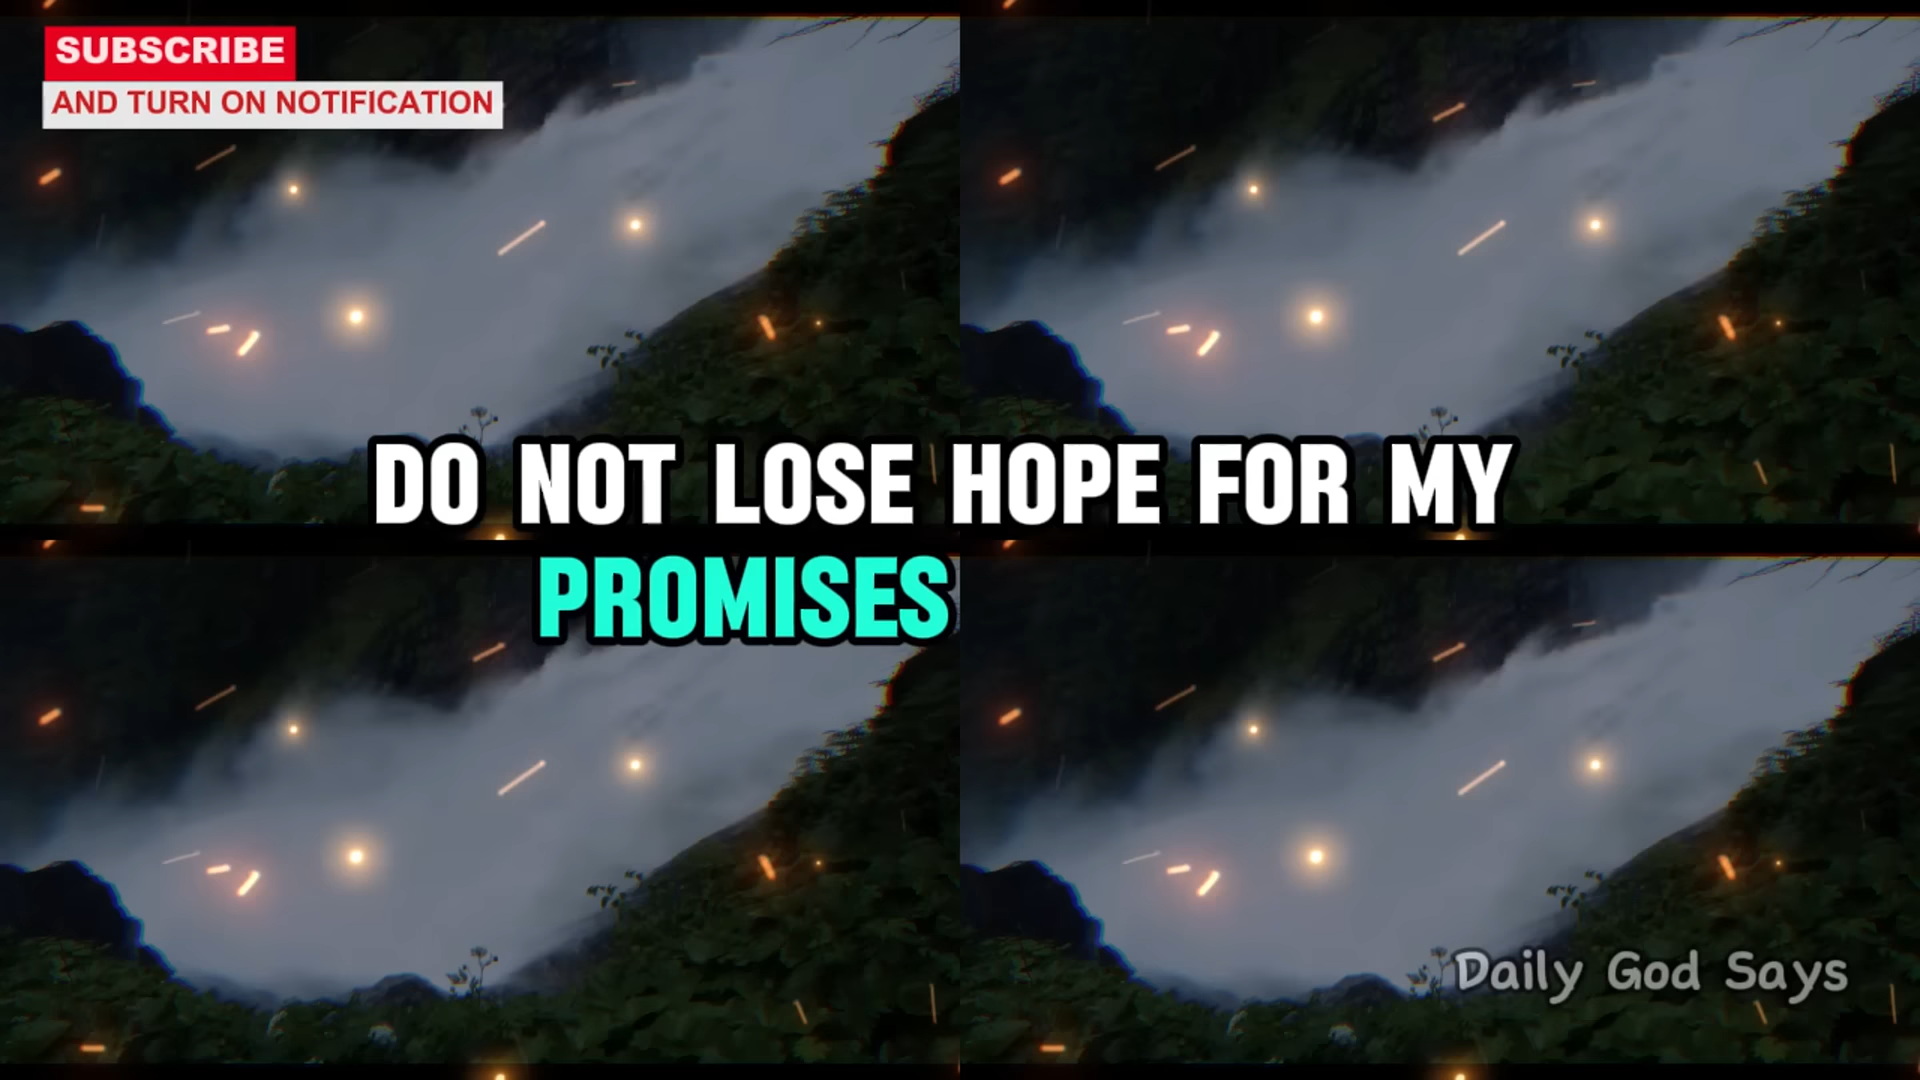 SUBSCRIBE
AND TURN ON NOTIFICATION
DO NOT LOSE HOPE FOR MY
PROMISES
Daily God Says